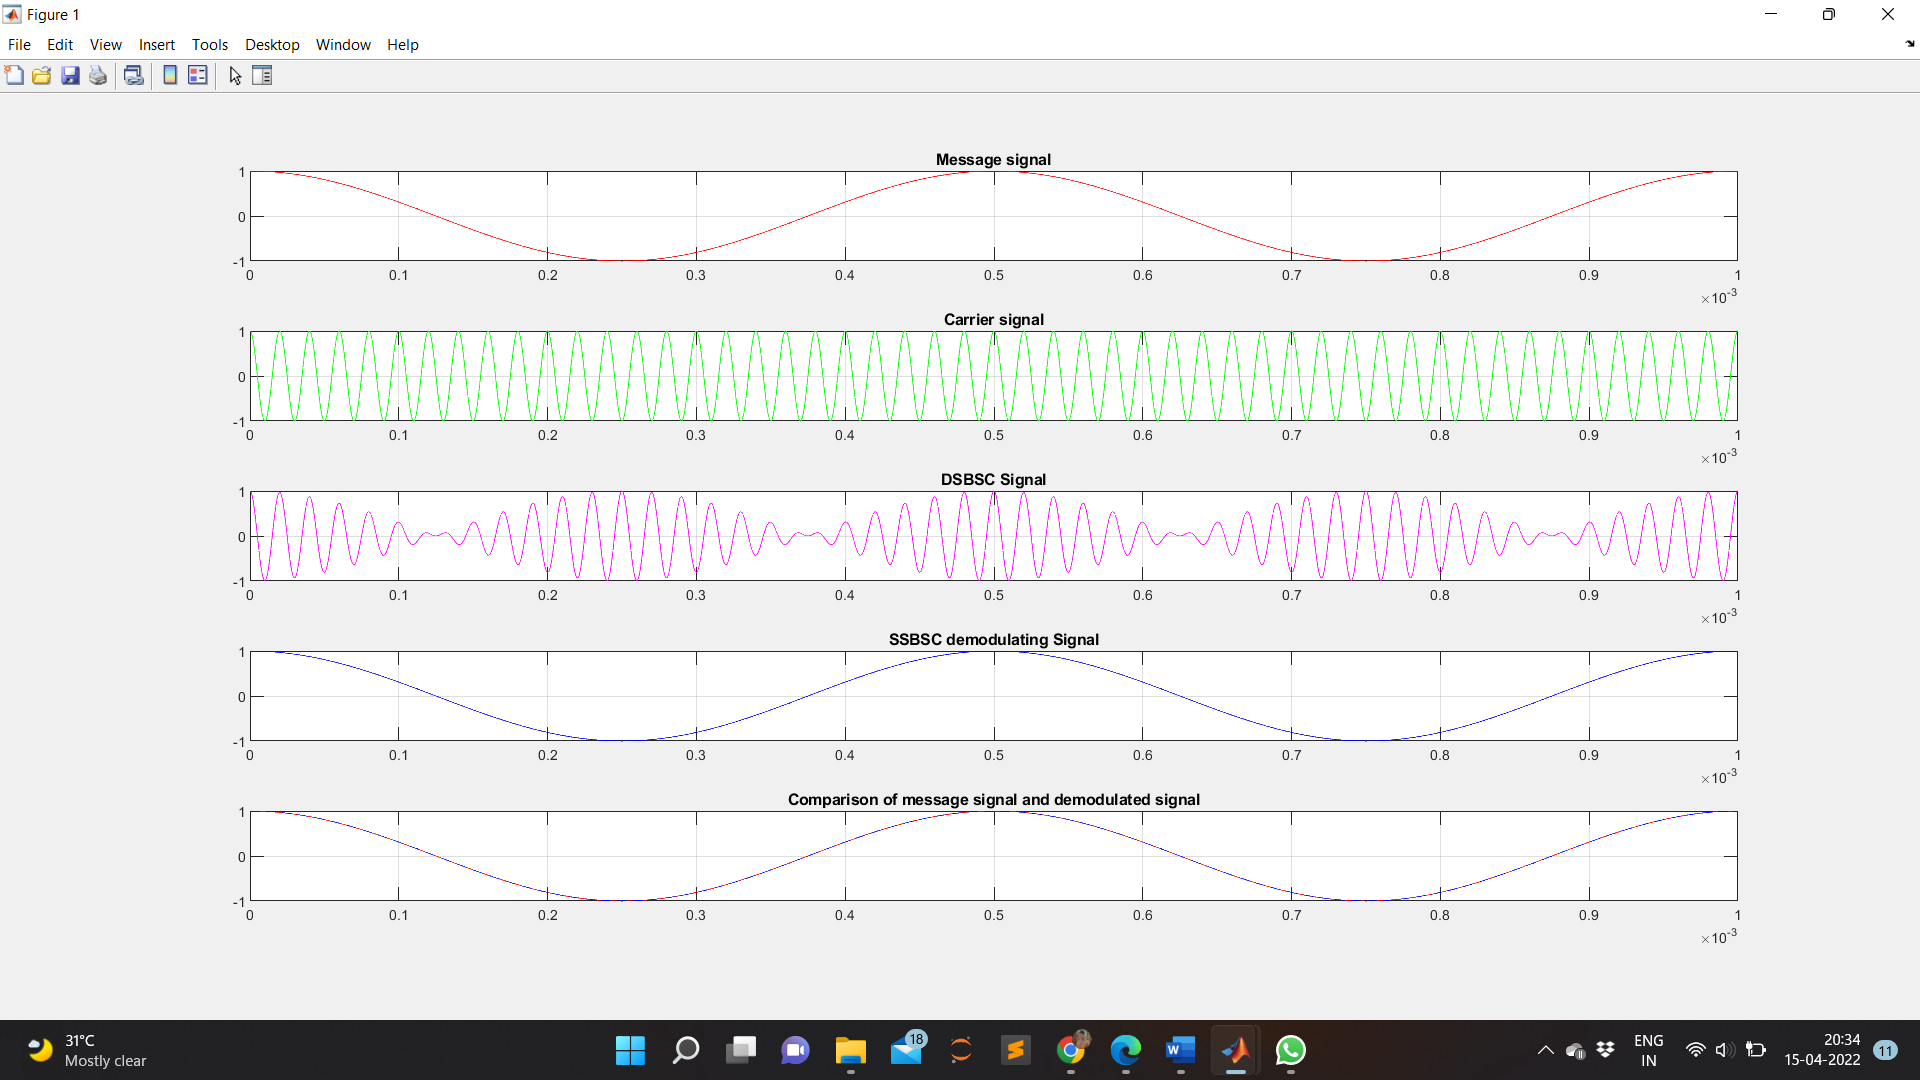 Figure 1
File Edit View Insert Tools Desktop Window Help
Message signal
1
0
-1
0 0.1 0.2 0.3 0.4 0.5 0.6 0.7 0.8 0.9 1
×10-3
Carrier signal
1
0
-1
0 0.1 0.2 0.3 0.4 0.5 0.6 0.7 0.8 0.9 1
×10-3
DSBSC Signal
1
0
-1
0 0.1 0.2 0.3 0.4 0.5 0.6 0.7 0.8 0.9 1
×10-3
SSBSC demodulating Signal
1
0
-1
0 0.1 0.2 0.3 0.4 0.5 0.6 0.7 0.8 0.9 1
×10-3
Comparison of message signal and demodulated signal
1
0
-1
0 0.1 0.2 0.3 0.4 0.5 0.6 0.7 0.8 0.9 1
×10-3
31°C
Mostly clear
18
W
ENG
IN
20:34
15-04-2022
11